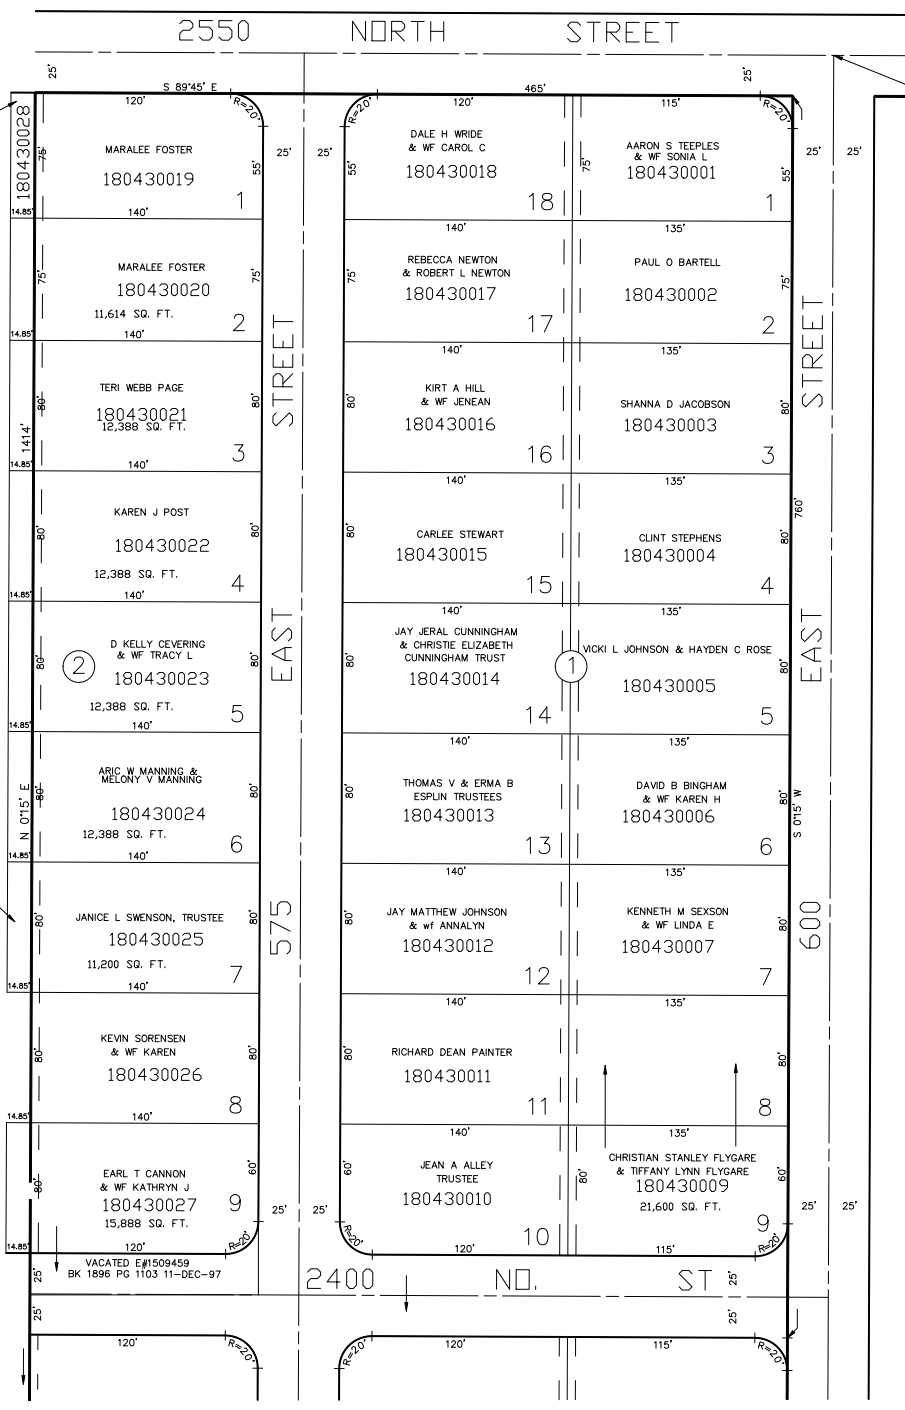 2550 NORTH STREET
25'
S 89°45' E
465'
25'
120'
R=20'
R=20'
120'
115'
R=20'
180430028
75'
MARALEE FOSTER
180430019
1
55'
25'
25'
55'
DALE H WRIDE
& WF CAROL C
180430018
18
75'
AARON S TEEPLES
& WF SONIA L
180430001
1
55'
25'
25'
14.85'
140'
140'
135'
75'
MARALEE FOSTER
180430020
11,614 SQ. FT.
2
75'
75'
REBECCA NEWTON
& ROBERT L NEWTON
180430017
17
PAUL O BARTELL
180430002
2
14.85'
140'
140'
135'
80'
1414'
TERI WEBB PAGE
180430021
12,388 SQ. FT.
3
80'
80'
KIRT A HILL
& WF JENEAN
180430016
16
SHANNA D JACOBSON
180430003
3
80'
14.85'
140'
140'
135'
760'
80'
KAREN J POST
180430022
12,388 SQ. FT.
4
80'
80'
CARLEE STEWART
180430015
15
CLINT STEPHENS
180430004
4
80'
14.85'
140'
140'
135'
80'
2
D KELLY CEVERING
& WF TRACY L
180430023
12,388 SQ. FT.
5
80'
JAY JERAL CUNNINGHAM
& CHRISTIE ELIZABETH
CUNNINGHAM TRUST
180430014
14
1
VICKI L JOHNSON & HAYDEN C ROSE
180430005
5
80'
14.85'
140'
140'
135'
N 0°15' E
80'
ARIC W MANNING &
MELONY V MANNING
180430024
12,388 SQ. FT.
6
80'
80'
THOMAS V & ERMA B
ESPLIN TRUSTEES
180430013
13
DAVID B BINGHAM
& WF KAREN H
180430006
6
80'
S 0°15' W
14.85'
140'
140'
135'
80'
JANICE L SWENSON, TRUSTEE
180430025
11,200 SQ. FT.
7
80'
80'
JAY MATTHEW JOHNSON
& wf ANNALYN
180430012
12
KENNETH M SEXSON
& WF LINDA E
180430007
7
575 EAST STREET
600 EAST STREET
140'
140'
135'
80'
KEVIN SORENSEN
& WF KAREN
180430026
8
80'
80'
RICHARD DEAN PAINTER
180430011
11
8
80'
14.85'
140'
140'
135'
80'
EARL T CANNON
& WF KATHRYN J
180430027
15,888 SQ. FT.
9
60'
25'
25'
60'
JEAN A ALLEY
TRUSTEE
180430010
10
80'
CHRISTIAN STANLEY FLYGARE
& TIFFANY LYNN FLYGARE
180430009
21,600 SQ. FT.
9
60'
25'
25'
14.85'
120'
R=20'
R=20'
120'
115'
R=20'
VACATED E#1509459
BK 1896 PG 1103 11-DEC-97
25'
2400 NO. ST
25'
25'
25'
120'
R=20'
R=20'
120'
115'
R=20'